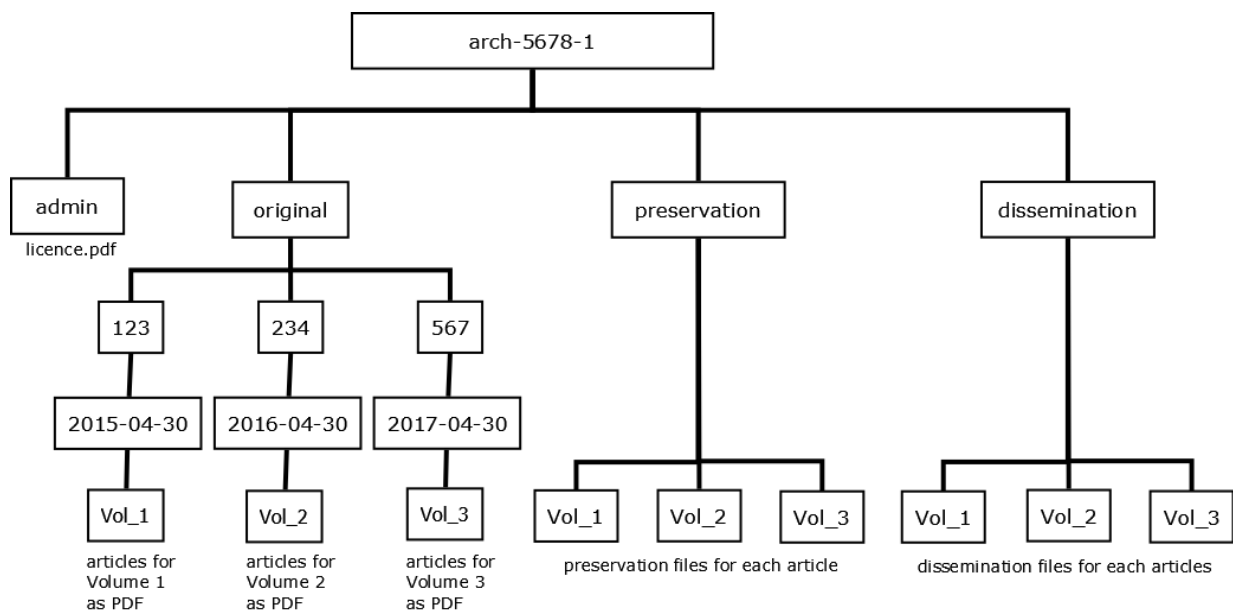 arch-5678-1
admin
original
preservation
dissemination
licence.pdf
123
234
567
2015-04-30
2016-04-30
2017-04-30
Vol_1
Vol_2
Vol_3
Vol_1
Vol_2
Vol_3
Vol_1
Vol_2
Vol_3
articles for
Volume 1
as PDF
articles for
Volume 2
as PDF
articles for
Volume 3
as PDF
preservation files for each article
dissemination files for each articles